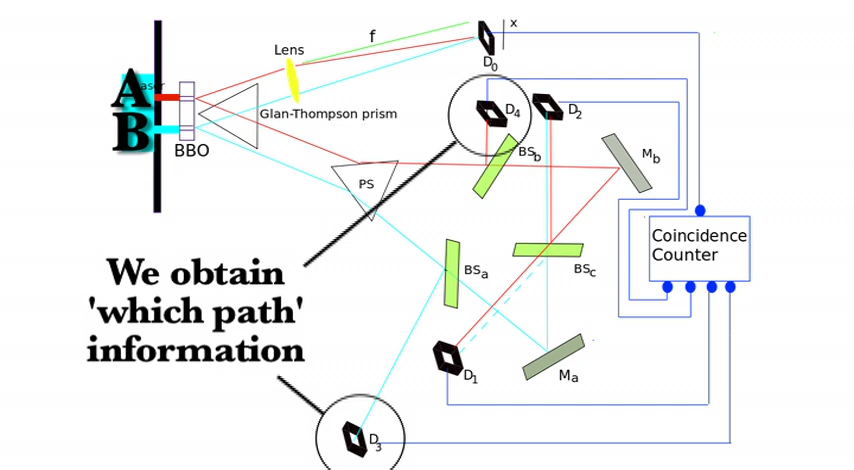 x
f
Lens
D0
A
aser
Glan-Thompson prism
D4
D2
B
BBO
BSb
Mb
PS
Coincidence
Counter
We obtain
'which path'
information
BSa
BSc
D1
Ma
D3